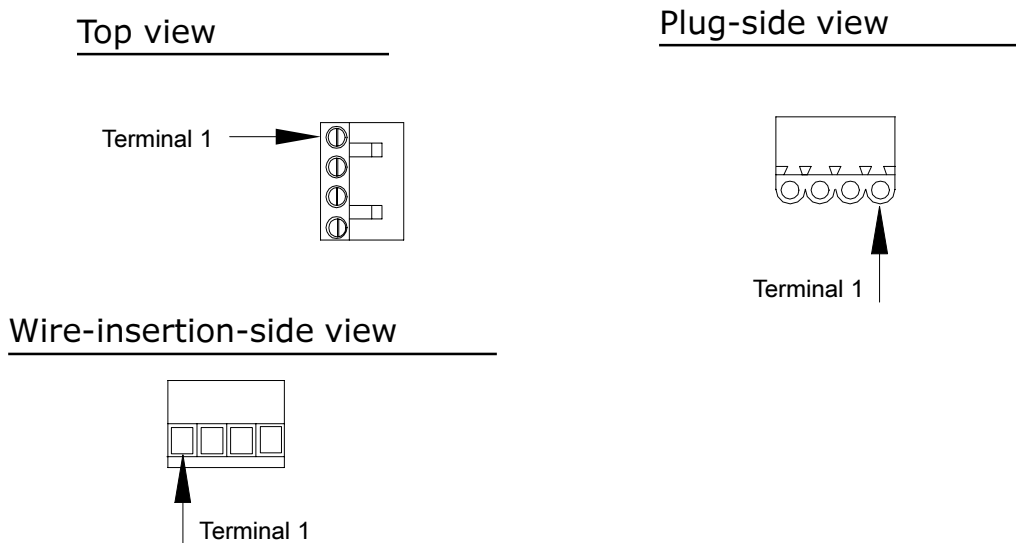 Top view
Terminal 1
Plug-side view
Terminal 1
Wire-insertion-side view
Terminal 1